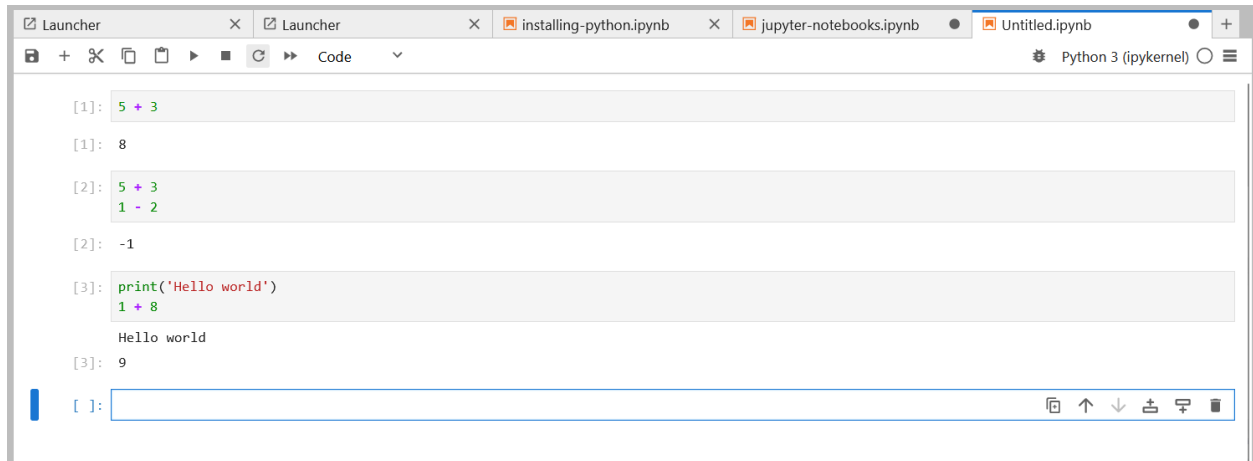 Launcher
Launcher
installing-python.ipynb
jupyter-notebooks.ipynb
Untitled.ipynb
Code
Python 3 (ipykernel)
[1]: 5 + 3
[1]: 8
[2]: 5 + 3
1 - 2
[2]: -1
[3]: print('Hello world')
1 + 8
Hello world
[3]: 9
[ ]: